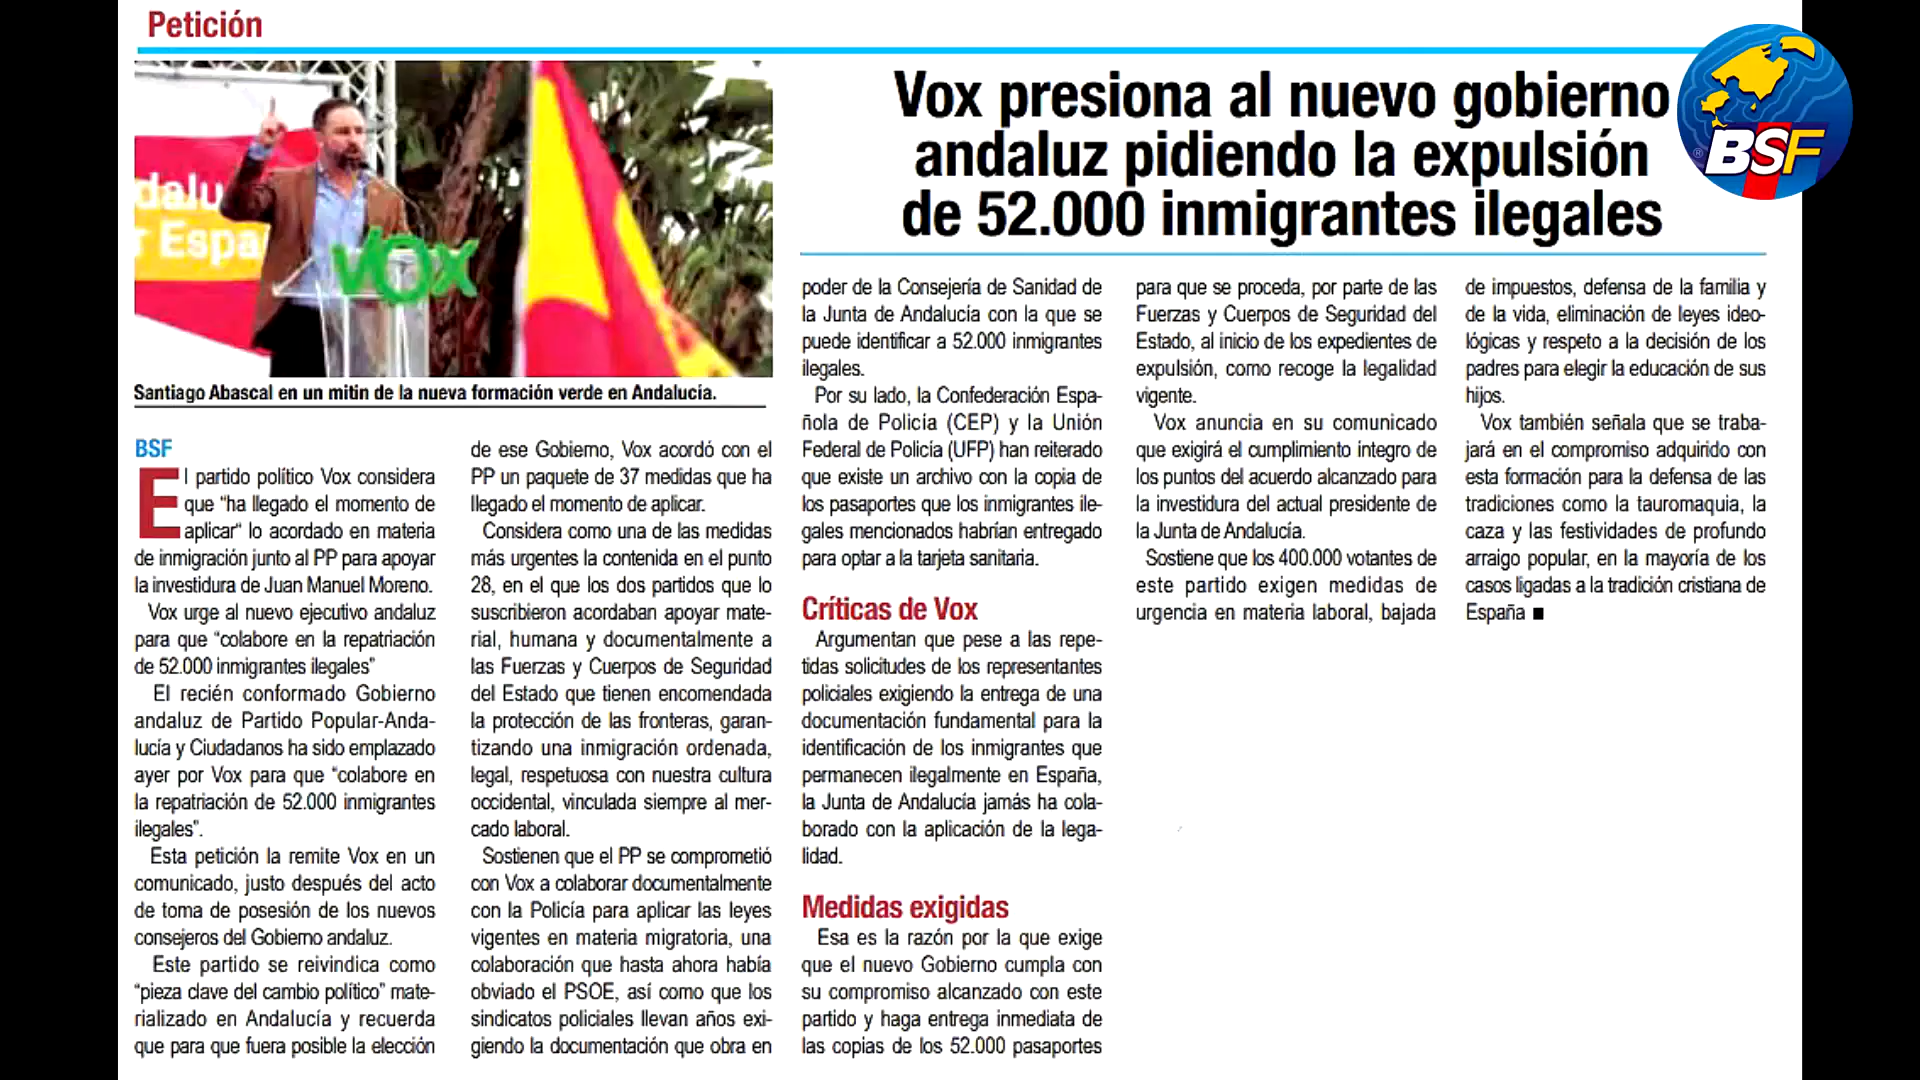 Petición
BSF
dalu
r Espa
VOX
Santiago Abascal en un mitin de la nueva formación verde en Andalucía.
Vox presiona al nuevo gobierno
andaluz pidiendo la expulsión
de 52.000 inmigrantes ilegales
BSF
El partido político Vox considera
que “ha llegado el momento de
aplicar“ lo acordado en materia
de inmigración junto al PP para apoyar
la investidura de Juan Manuel Moreno.
Vox urge al nuevo ejecutivo andaluz
para que “colabore en la repatriación
de 52.000 inmigrantes ilegales”
El recién conformado Gobierno
andaluz de Partido Popular-Anda-
lucía y Ciudadanos ha sido emplazado
ayer por Vox para que “colabore en
la repatriación de 52.000 inmigrantes
ilegales”.
Esta petición la remite Vox en un
comunicado, justo después del acto
de toma de posesión de los nuevos
consejeros del Gobierno andaluz.
Este partido se reivindica como
“pieza clave del cambio político” mate-
rializado en Andalucía y recuerda
que para que fuera posible la elección
de ese Gobierno, Vox acordó con el
PP un paquete de 37 medidas que ha
llegado el momento de aplicar.
Considera como una de las medidas
más urgentes la contenida en el punto
28, en el que los dos partidos que lo
suscribieron acordaban apoyar mate-
rial, humana y documentalmente a
las Fuerzas y Cuerpos de Seguridad
del Estado que tienen encomendada
la protección de las fronteras, garan-
tizando una inmigración ordenada,
legal, respetuosa con nuestra cultura
occidental, vinculada siempre al mer-
cado laboral.
Sostienen que el PP se comprometió
con Vox a colaborar documentalmente
con la Policía para aplicar las leyes
vigentes en materia migratoria, una
colaboración que hasta ahora había
obviado el PSOE, así como que los
sindicatos policiales llevan años exi-
giendo la documentación que obra en
poder de la Consejería de Sanidad de
la Junta de Andalucía con la que se
puede identificar a 52.000 inmigrantes
ilegales.
Por su lado, la Confederación Espa-
ñola de Policía (CEP) y la Unión
Federal de Policía (UFP) han reiterado
que existe un archivo con la copia de
los pasaportes que los inmigrantes ile-
gales mencionados habrían entregado
para optar a la tarjeta sanitaria.
Críticas de Vox
Argumentan que pese a las repe-
tidas solicitudes de los representantes
policiales exigiendo la entrega de una
documentación fundamental para la
identificación de los inmigrantes que
permanecen ilegalmente en España,
la Junta de Andalucía jamás ha cola-
borado con la aplicación de la lega-
lidad.
Medidas exigidas
Esa es la razón por la que exige
que el nuevo Gobierno cumpla con
su compromiso alcanzado con este
partido y haga entrega inmediata de
las copias de los 52.000 pasaportes
para que se proceda, por parte de las
Fuerzas y Cuerpos de Seguridad del
Estado, al inicio de los expedientes de
expulsión, como recoge la legalidad
vigente.
Vox anuncia en su comunicado
que exigirá el cumplimiento íntegro de
los puntos del acuerdo alcanzado para
la investidura del actual presidente de
la Junta de Andalucía.
Sostiene que los 400.000 votantes de
este partido exigen medidas de
urgencia en materia laboral, bajada
de impuestos, defensa de la familia y
de la vida, eliminación de leyes ideo-
lógicas y respeto a la decisión de los
padres para elegir la educación de sus
hijos.
Vox también señala que se traba-
jará en el compromiso adquirido con
esta formación para la defensa de las
tradiciones como la tauromaquia, la
caza y las festividades de profundo
arraigo popular, en la mayoría de los
casos ligadas a la tradición cristiana de
España ■